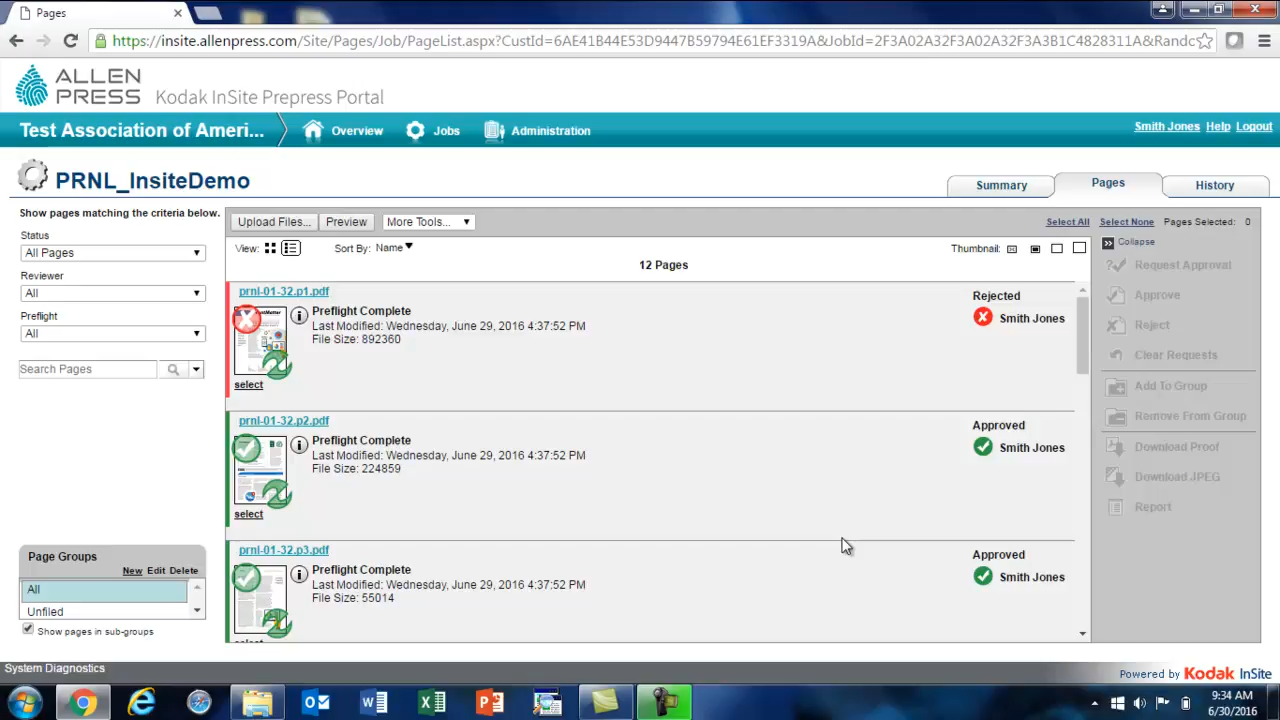 Pages
https://insite.allenpress.com/Site/Pages/Job/PageList.aspx?CustId=6AE41B44E53D9447B59794E61EF3319A&JobId=2F3A02A32F3A02A32F3A3B1C4828311A&Randc
ALLEN
PRESS
Kodak InSite Prepress Portal
Test Association of Ameri...
Overview
Jobs
Administration
Smith Jones Help Logout
PRNL_InsiteDemo
Summary
Pages
History
Show pages matching the criteria below.
Status
All Pages
Reviewer
All
Preflight
All
Search Pages
Page Groups
New Edit Delete
All
Unfiled
Show pages in sub-groups
Upload Files...
Preview
More Tools...
Select All
Select None
Pages Selected: 0
View:
Sort By: Name
Thumbnail:
12 Pages
prnl-01-32.p1.pdf
Preflight Complete
Last Modified: Wednesday, June 29, 2016 4:37:52 PM
File Size: 892360
select
Rejected
Smith Jones
prnl-01-32.p2.pdf
Preflight Complete
Last Modified: Wednesday, June 29, 2016 4:37:52 PM
File Size: 224859
select
Approved
Smith Jones
prnl-01-32.p3.pdf
Preflight Complete
Last Modified: Wednesday, June 29, 2016 4:37:52 PM
File Size: 55014
Approved
Smith Jones
Collapse
Request Approval
Approve
Reject
Clear Requests
Add To Group
Remove From Group
Download Proof
Download JPEG
Report
System Diagnostics
Powered by Kodak InSite
9:34 AM
6/30/2016